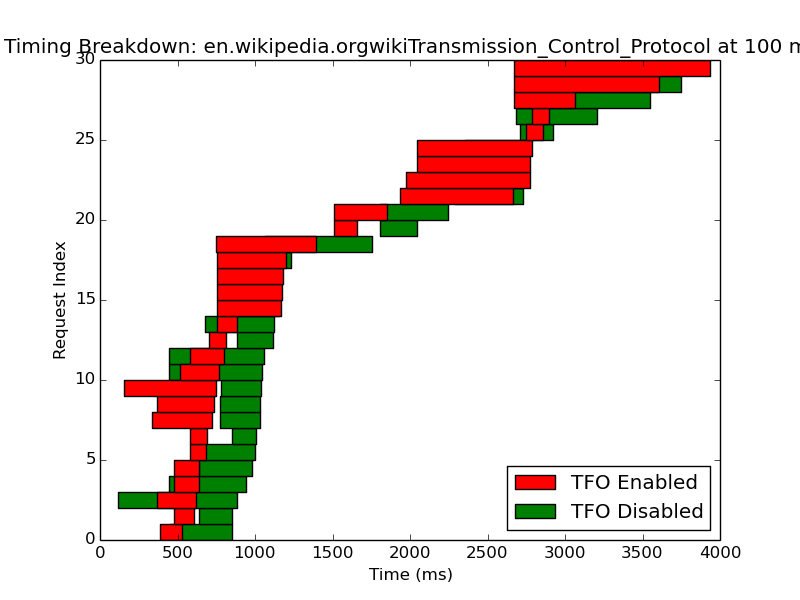 Timing Breakdown: en.wikipedia.orgwikiTransmission_Control_Protocol at 100 m
30
25
20
15
10
5
0
Request Index
0 500 1000 1500 2000 2500 3000 3500 4000
Time (ms)
TFO Enabled
TFO Disabled